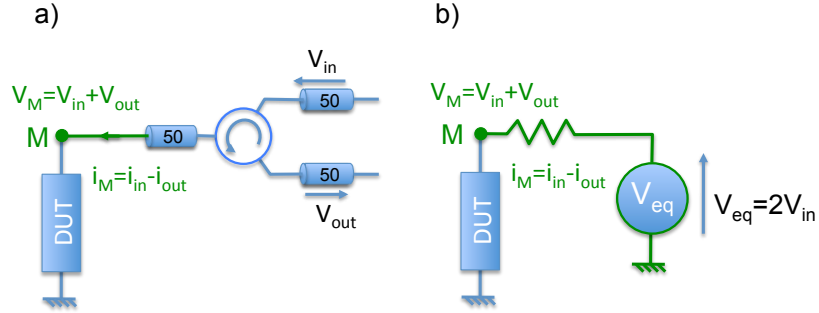 a)
V_in
V_M=V_in+V_out
50
M
50
i_M=i_in-i_out
50
V_out
DUT
b)
V_M=V_in+V_out
M
i_M=i_in-i_out
V_eq
V_eq=2V_in
DUT